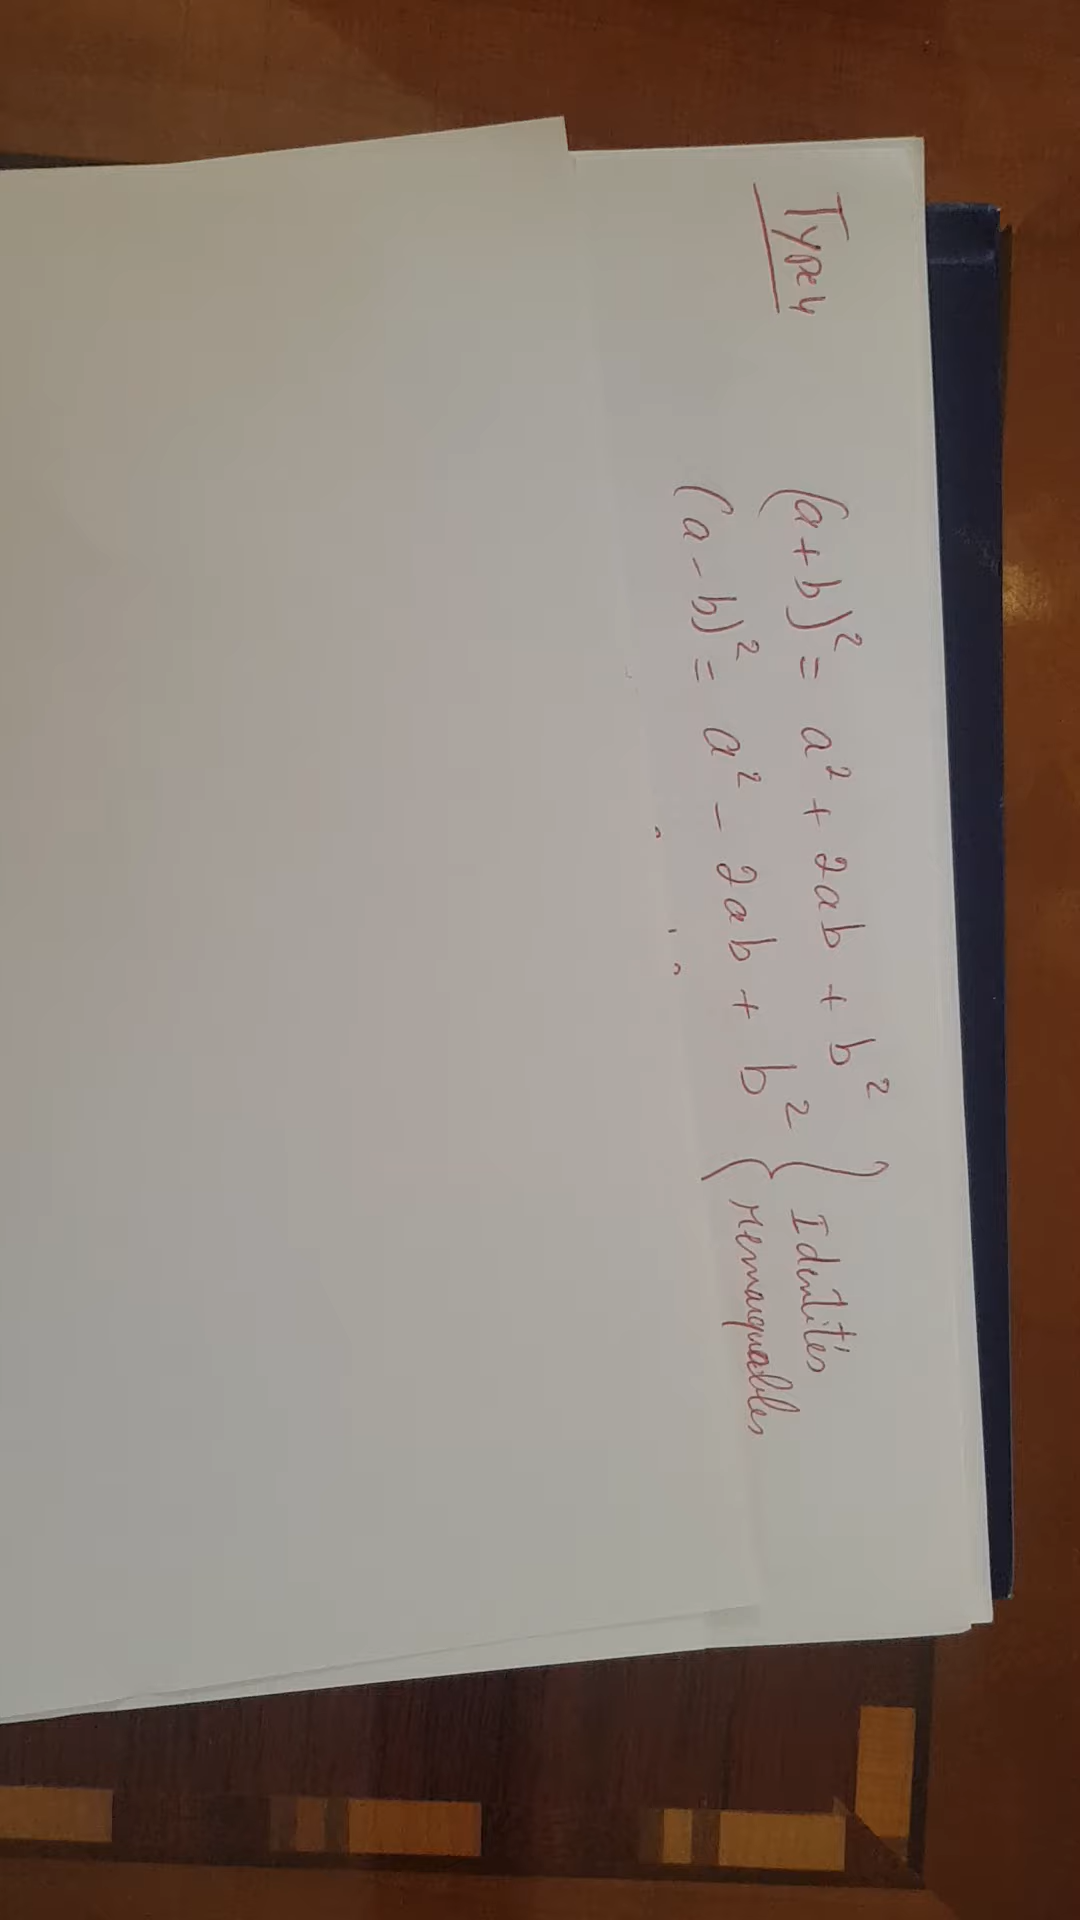 Type 4
(a+b)² = a² + 2ab + b² } Identités
(a-b)² = a² - 2ab + b² } Remarquables